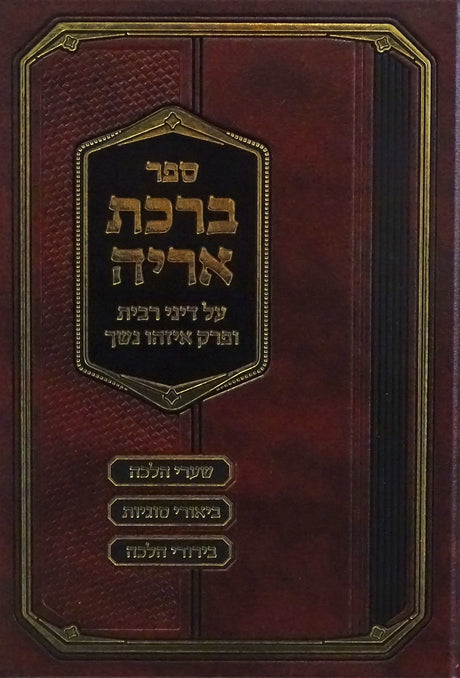 ספר
ברכת
אריה
על דיני רבית
ופרק איזהו נשך
שערי הלכה
ביאורי סוגיות
בירורי הלכה